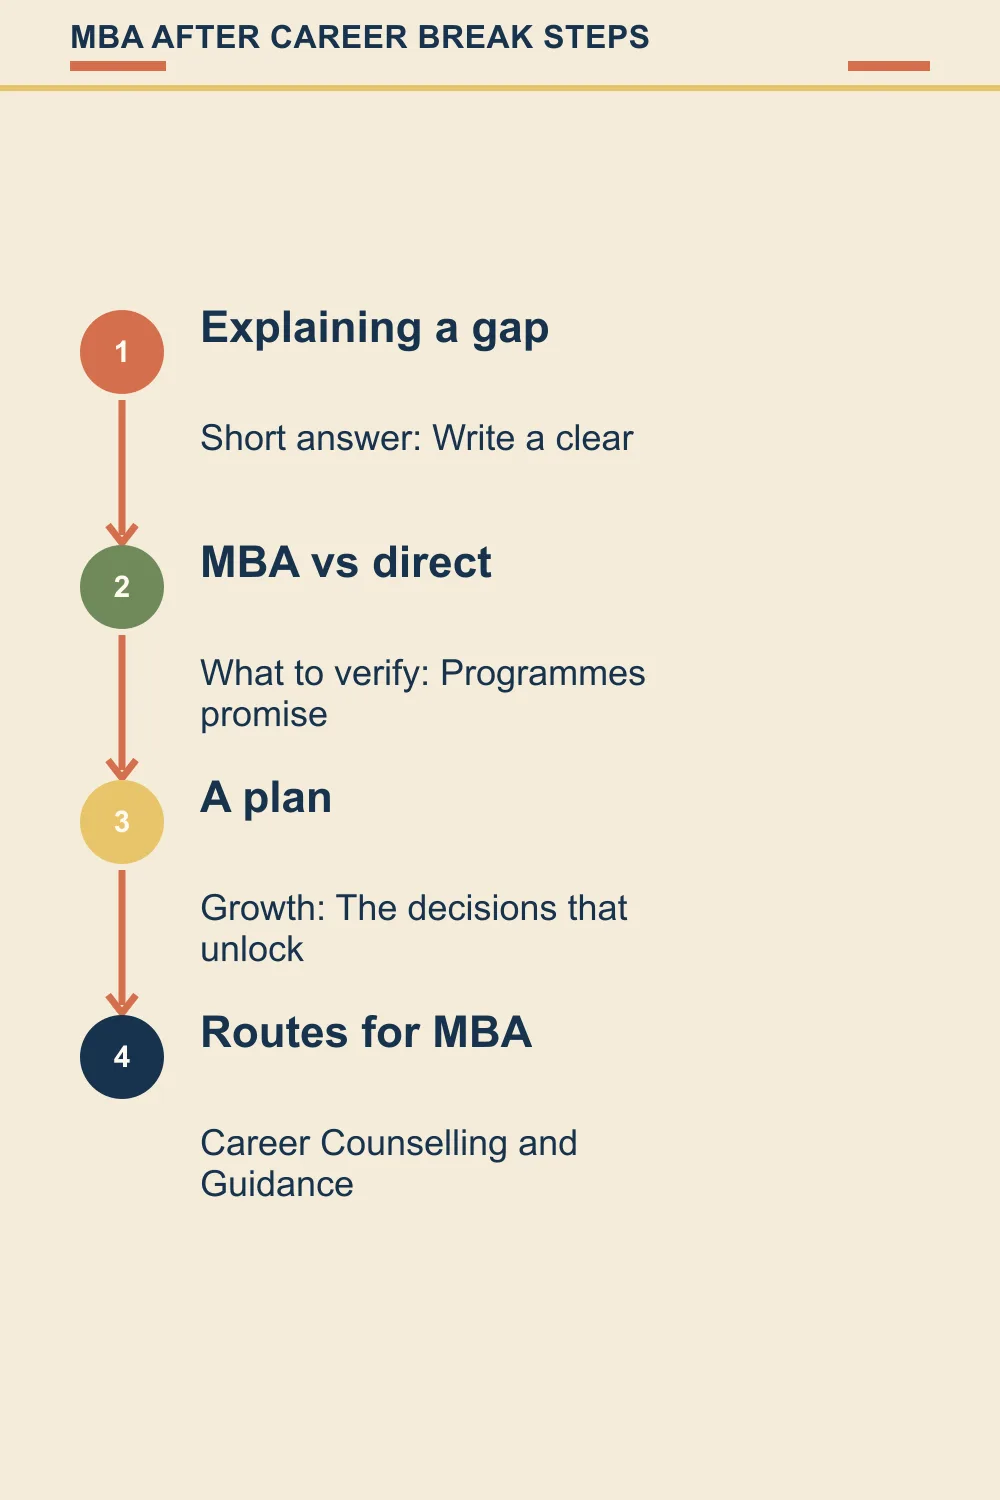 MBA AFTER CAREER BREAK STEPS
1
Explaining a gap
Short answer: Write a clear
2
MBA vs direct
What to verify: Programmes
promise
3
A plan
Growth: The decisions that
unlock
4
Routes for MBA
Career Counselling and
Guidance